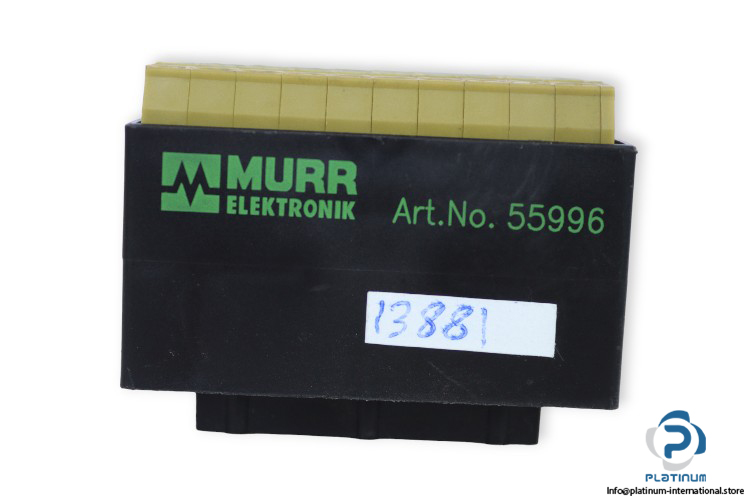 MURR
ELEKTRONIK
Art.No. 55996
13881
PLATINUM
Info@platinum-international.store